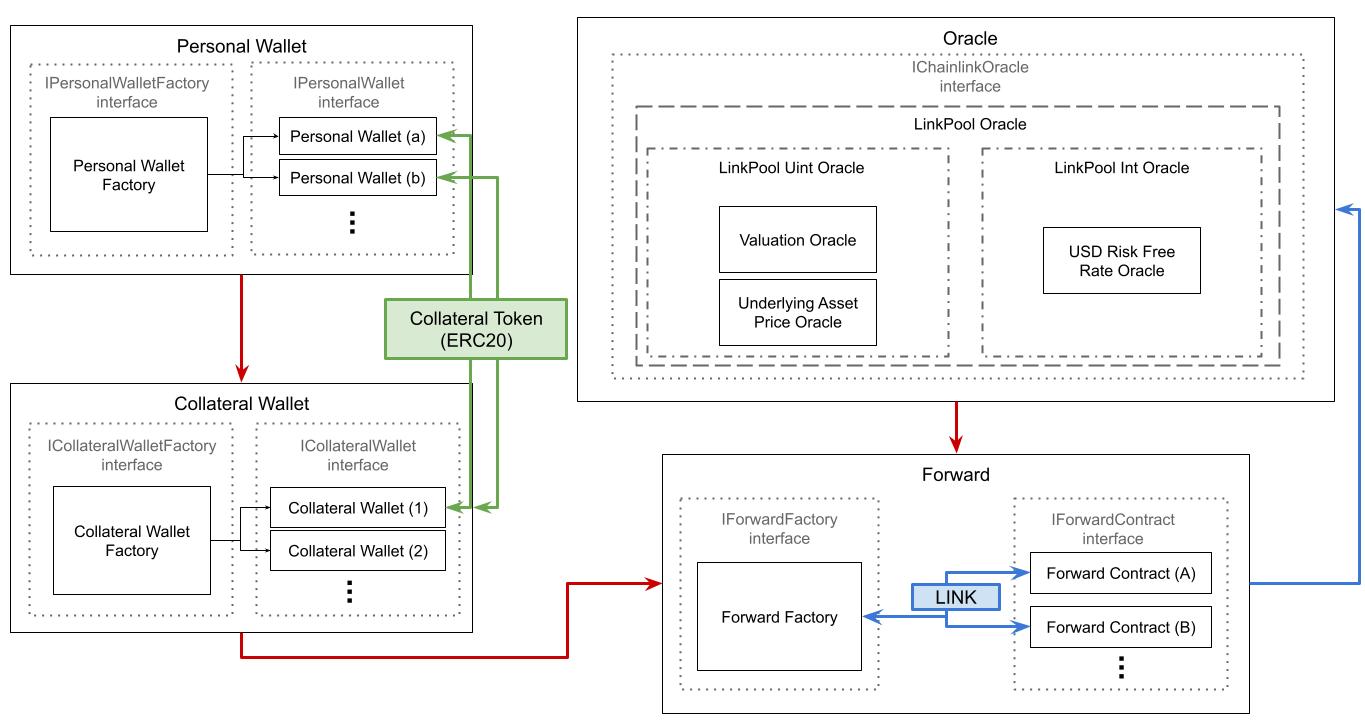 Personal Wallet
IPersonalWalletFactory
interface
Personal Wallet
Factory
IPersonalWallet
interface
Personal Wallet (a)
Personal Wallet (b)
Collateral Token
(ERC20)
Collateral Wallet
ICollateralWalletFactory
interface
Collateral Wallet
Factory
ICollateralWallet
interface
Collateral Wallet (1)
Collateral Wallet (2)
Oracle
IChainlinkOracle
interface
LinkPool Oracle
LinkPool Uint Oracle
Valuation Oracle
Underlying Asset
Price Oracle
LinkPool Int Oracle
USD Risk Free
Rate Oracle
Forward
IForwardFactory
interface
Forward Factory
LINK
IForwardContract
interface
Forward Contract (A)
Forward Contract (B)